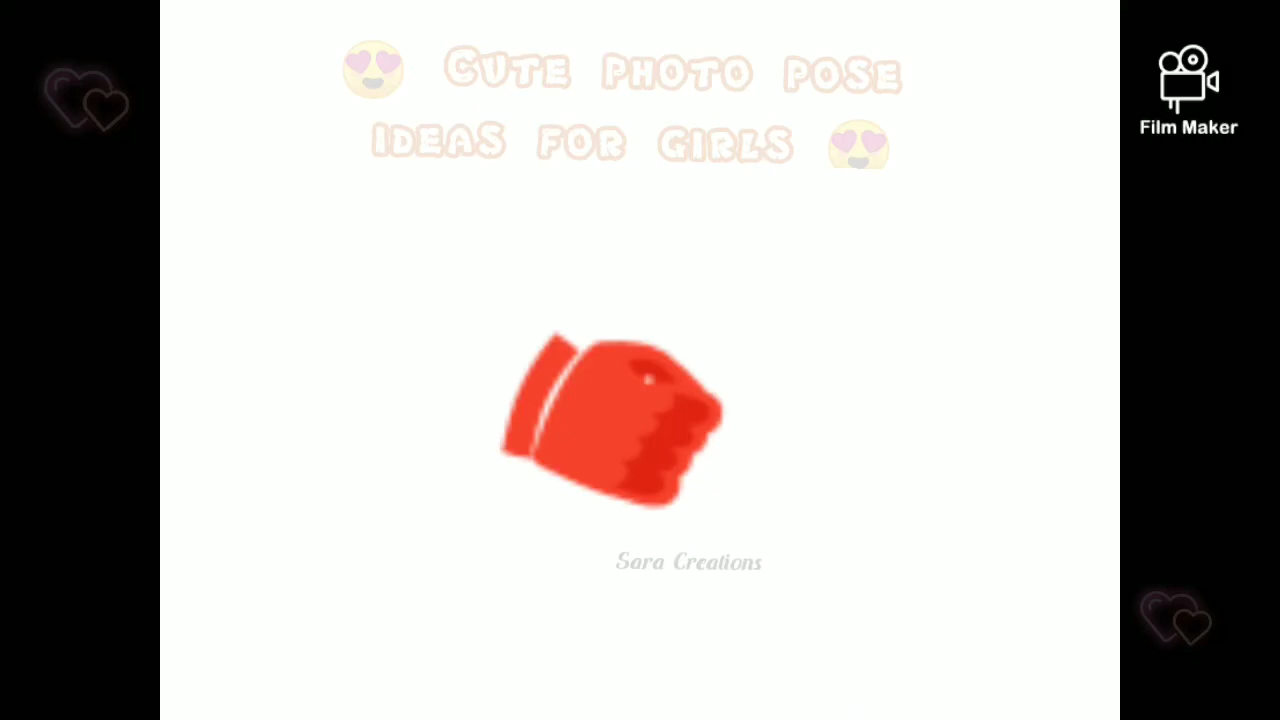 😍 Cute photo pose
ideas for girls 😍
Film Maker
Sara Creations